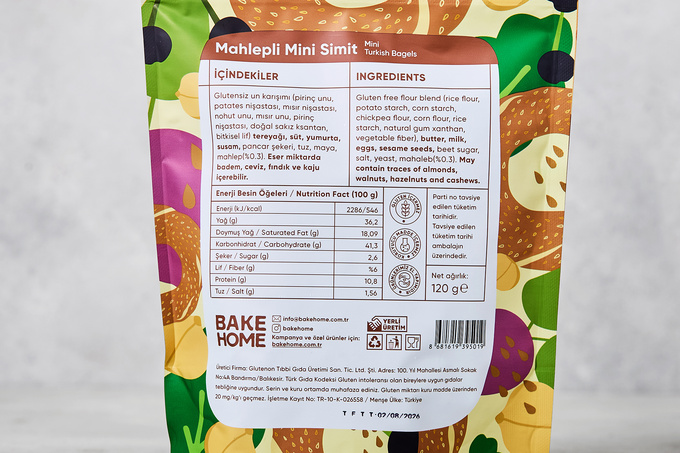 Mahlepli Mini Simit
Mini
Turkish Bagels
İÇİNDEKİLER
Glutensiz un karışımı (pirinç unu,
patates nişastası, mısır nişastası,
nohut unu, mısır unu, pirinç
nişastası, doğal sakız ksantan,
bitkisel lif) tereyağı, süt, yumurta,
susam, pancar şekeri, tuz, maya,
mahlep(%0.3). Eser miktarda
badem, ceviz, fındık ve kaju
içerebilir.
INGREDIENTS
Gluten free flour blend (rice flour,
potato starch, corn starch,
chickpea flour, corn flour, rice
starch, natural gum xanthan,
vegetable fiber), butter, milk,
eggs, sesame seeds, beet sugar,
salt, yeast, mahaleb(%0.3). May
contain traces of almonds,
walnuts, hazelnuts and cashews.
Enerji Besin Öğeleri / Nutrition Fact (100 g)
Enerji (kJ/kcal) 2286/546
Yağ (g) 36,2
Doymuş Yağ / Saturated Fat (g) 18,09
Karbonhidrat / Carbohydrate (g) 41,3
Şeker / Sugar (g) 2,6
Lif / Fiber (g) %6
Protein (g) 10,8
Tuz / Salt (g) 1,56
Parti no tavsiye
edilen tüketim
tarihidir.
Tavsiye edilen
tüketim tarihi
ambalajın
üzerindedir.
Net ağırlık:
120 g e
BAKE
HOME
info@bakehome.com.tr
bakehome
Kampanya ve özel ürünler için:
bakehome.com.tr
YERLİ
ÜRETİM
8 681619 395019
Üretici Firma: Glutenon Tıbbi Gıda Üretimi San. Tic. Ltd. Şti. Adres: 100. Yıl Mahallesi Asmalı Sokak
No:4A Bandırma/Balıkesir. Türk Gıda Kodeksi Gluten intoleransı olan bireylere uygun gıdalar
tebliğine uygundur. Serin ve kuru ortamda muhafaza ediniz. Gluten miktarı kuru madde üzerinden
20 mg/kg'ı geçmez. İşletme Kayıt No: TR-10-K-026558 / Menşe Ülke: Türkiye
TETT:02/08/2026